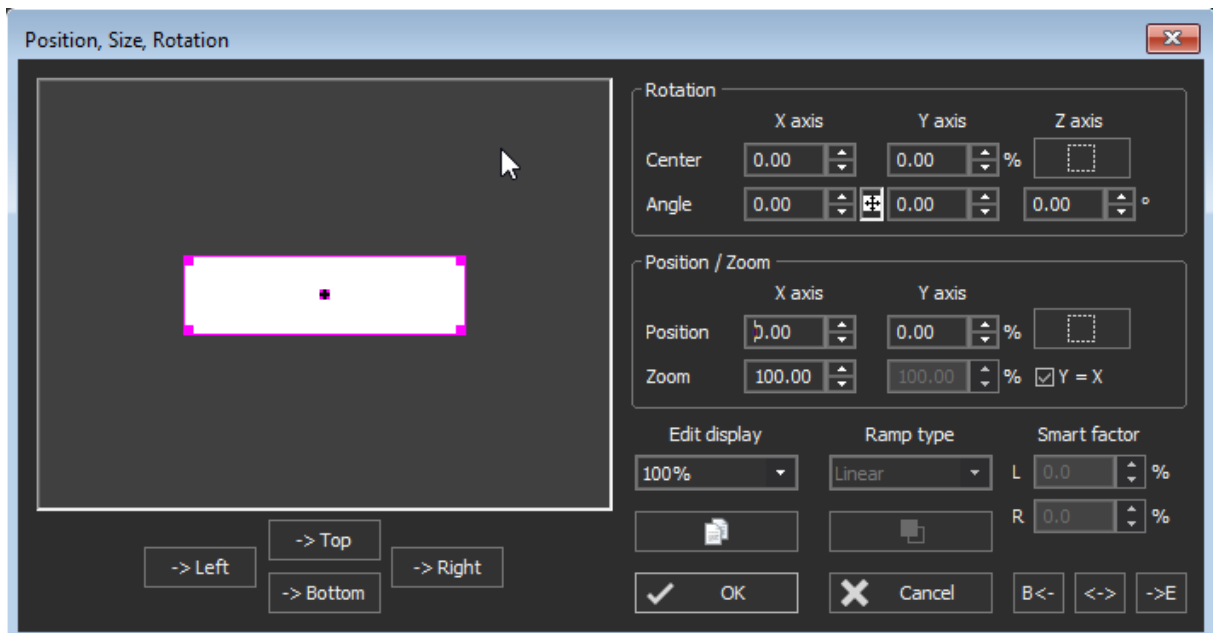 Position, Size, Rotation
Rotation
X axis Y axis Z axis
Center 0.00 0.00 %
Angle 0.00 0.00 0.00 °
Position / Zoom
X axis Y axis
Position 0.00 0.00 %
Zoom 100.00 100.00 % Y = X
Edit display Ramp type Smart factor
100% Linear L 0.0 %
R 0.0 %
-> Top
-> Left -> Right
-> Bottom
OK Cancel B<- <-> ->E